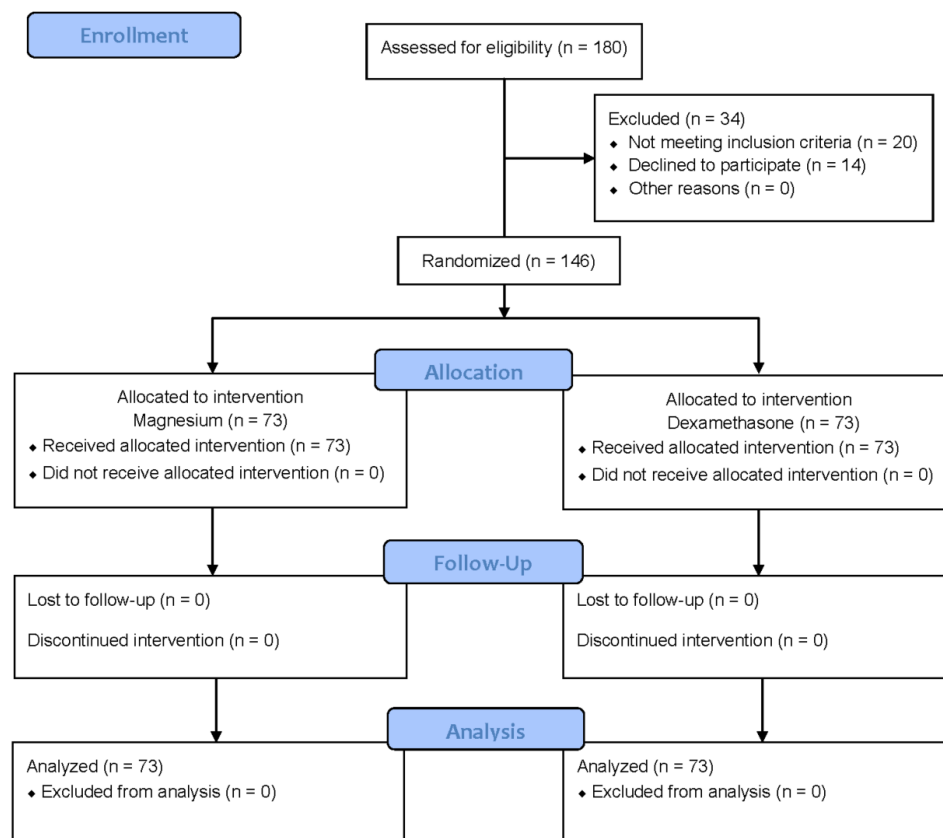 Enrollment
Assessed for eligibility (n = 180)
Excluded (n = 34)
⬥ Not meeting inclusion criteria (n = 20)
⬥ Declined to participate (n = 14)
⬥ Other reasons (n = 0)
Randomized (n = 146)
Allocation
Allocated to intervention
Magnesium (n = 73)
⬥ Received allocated intervention (n = 73)
⬥ Did not receive allocated intervention (n = 0)
Allocated to intervention
Dexamethasone (n = 73)
⬥ Received allocated intervention (n = 73)
⬥ Did not receive allocated intervention (n = 0)
Follow-Up
Lost to follow-up (n = 0)
Discontinued intervention (n = 0)
Lost to follow-up (n = 0)
Discontinued intervention (n = 0)
Analysis
Analyzed (n = 73)
⬥ Excluded from analysis (n = 0)
Analyzed (n = 73)
⬥ Excluded from analysis (n = 0)